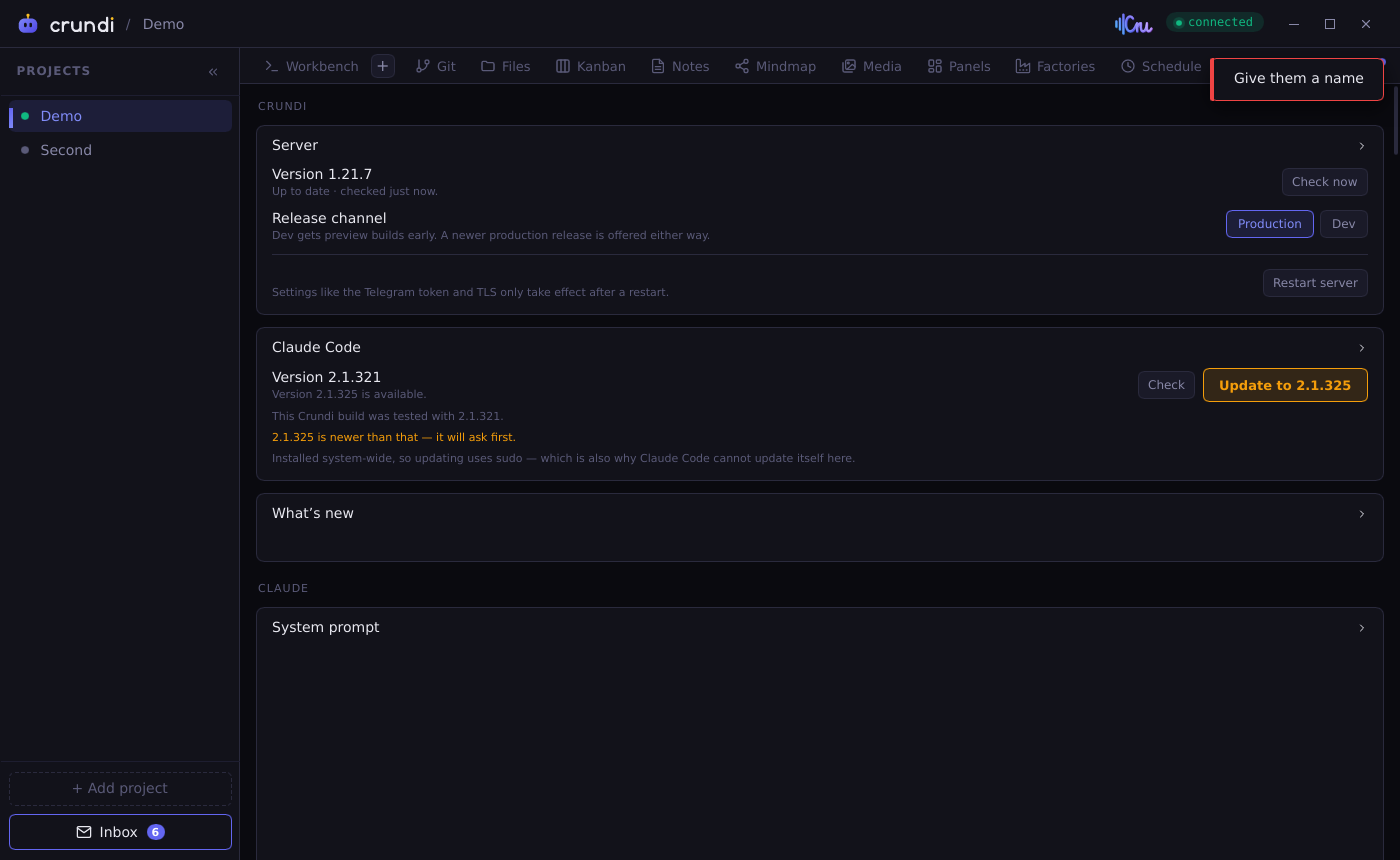 crundi / Demo
Cru
connected
PROJECTS
Demo
Second
+ Add project
Inbox 6
Workbench
+
Git
Files
Kanban
Notes
Mindmap
Media
Panels
Factories
Schedule
Give them a name
CRUNDI
Server
Version 1.21.7
Up to date · checked just now.
Check now
Release channel
Dev gets preview builds early. A newer production release is offered either way.
Production
Dev
Settings like the Telegram token and TLS only take effect after a restart.
Restart server
Claude Code
Version 2.1.321
Version 2.1.325 is available.
Check
Update to 2.1.325
This Crundi build was tested with 2.1.321.
2.1.325 is newer than that — it will ask first.
Installed system-wide, so updating uses sudo — which is also why Claude Code cannot update itself here.
What’s new
CLAUDE
System prompt